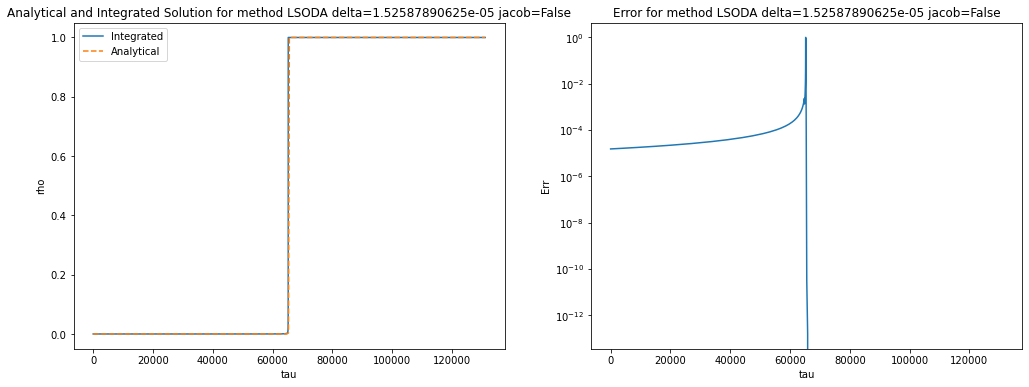 Analytical and Integrated Solution for method LSODA delta=1.52587890625e-05 jacob=False
Integrated
Analytical
1.0
0.8
0.6
0.4
0.2
0.0
rho
0 20000 40000 60000 80000 100000 120000
tau
Error for method LSODA delta=1.52587890625e-05 jacob=False
10⁰
10⁻²
10⁻⁴
10⁻⁶
10⁻⁸
10⁻¹⁰
10⁻¹²
Err
0 20000 40000 60000 80000 100000 120000
tau